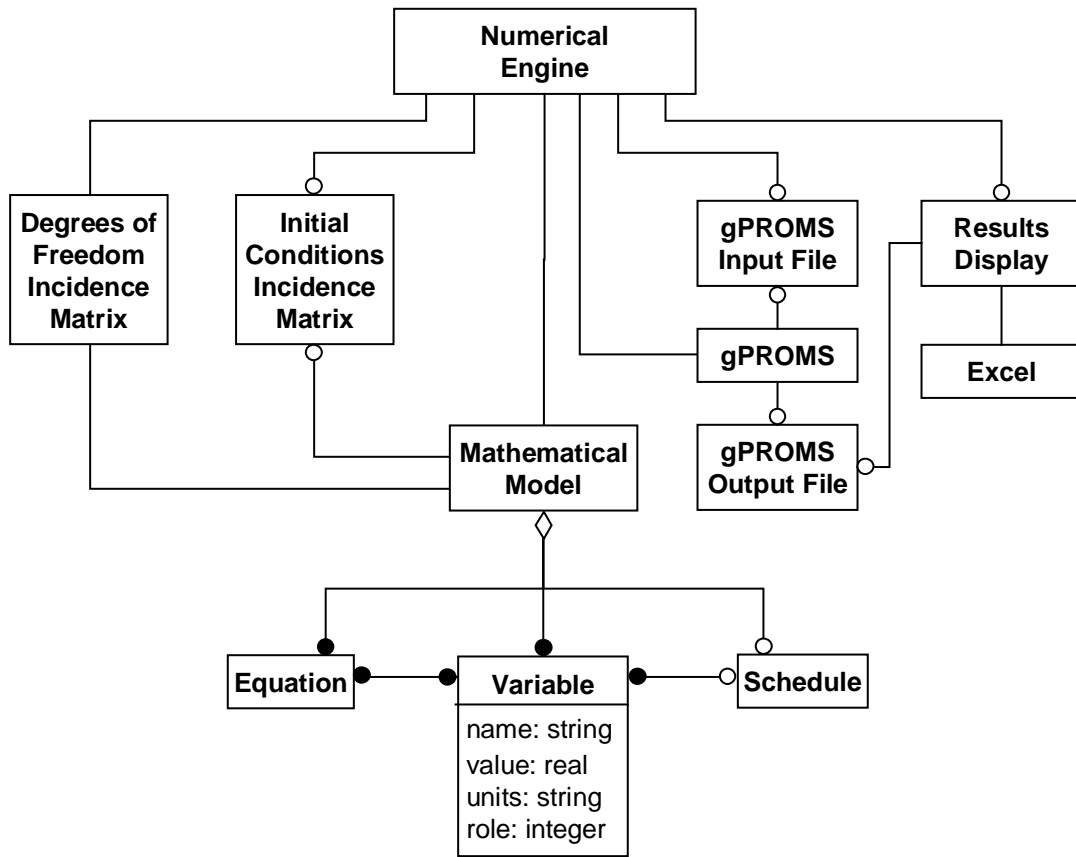 Numerical
Engine
Degrees of
Freedom
Incidence
Matrix
Initial
Conditions
Incidence
Matrix
gPROMS
Input File
Results
Display
gPROMS
Excel
Mathematical
Model
gPROMS
Output File
Equation
Variable
Schedule
name: string
value: real
units: string
role: integer